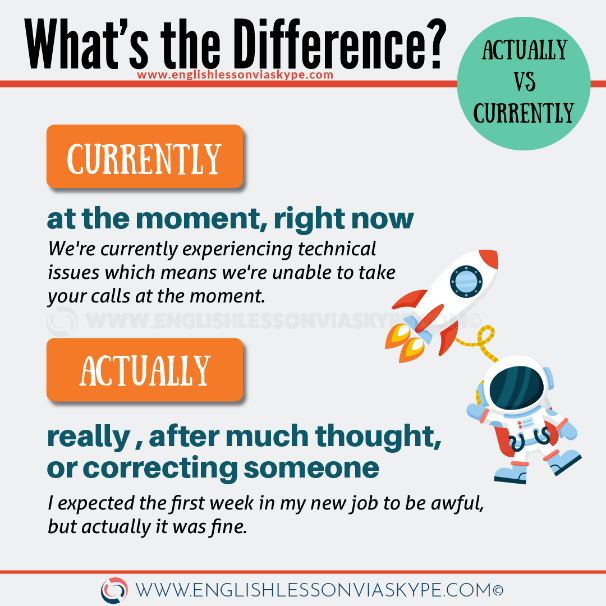 What's the Difference?
www.englishlessonviaskype.com
ACTUALLY
VS
CURRENTLY
CURRENTLY
at the moment, right now
We're currently experiencing technical
issues which means we're unable to take
your calls at the moment.
WWW.ENGLISHLESSONVIASKYPE.COM©
ACTUALLY
really , after much thought,
or correcting someone
I expected the first week in my new job to be awful,
but actually it was fine.
WWW.ENGLISHLESSONVIASKYPE.COM©